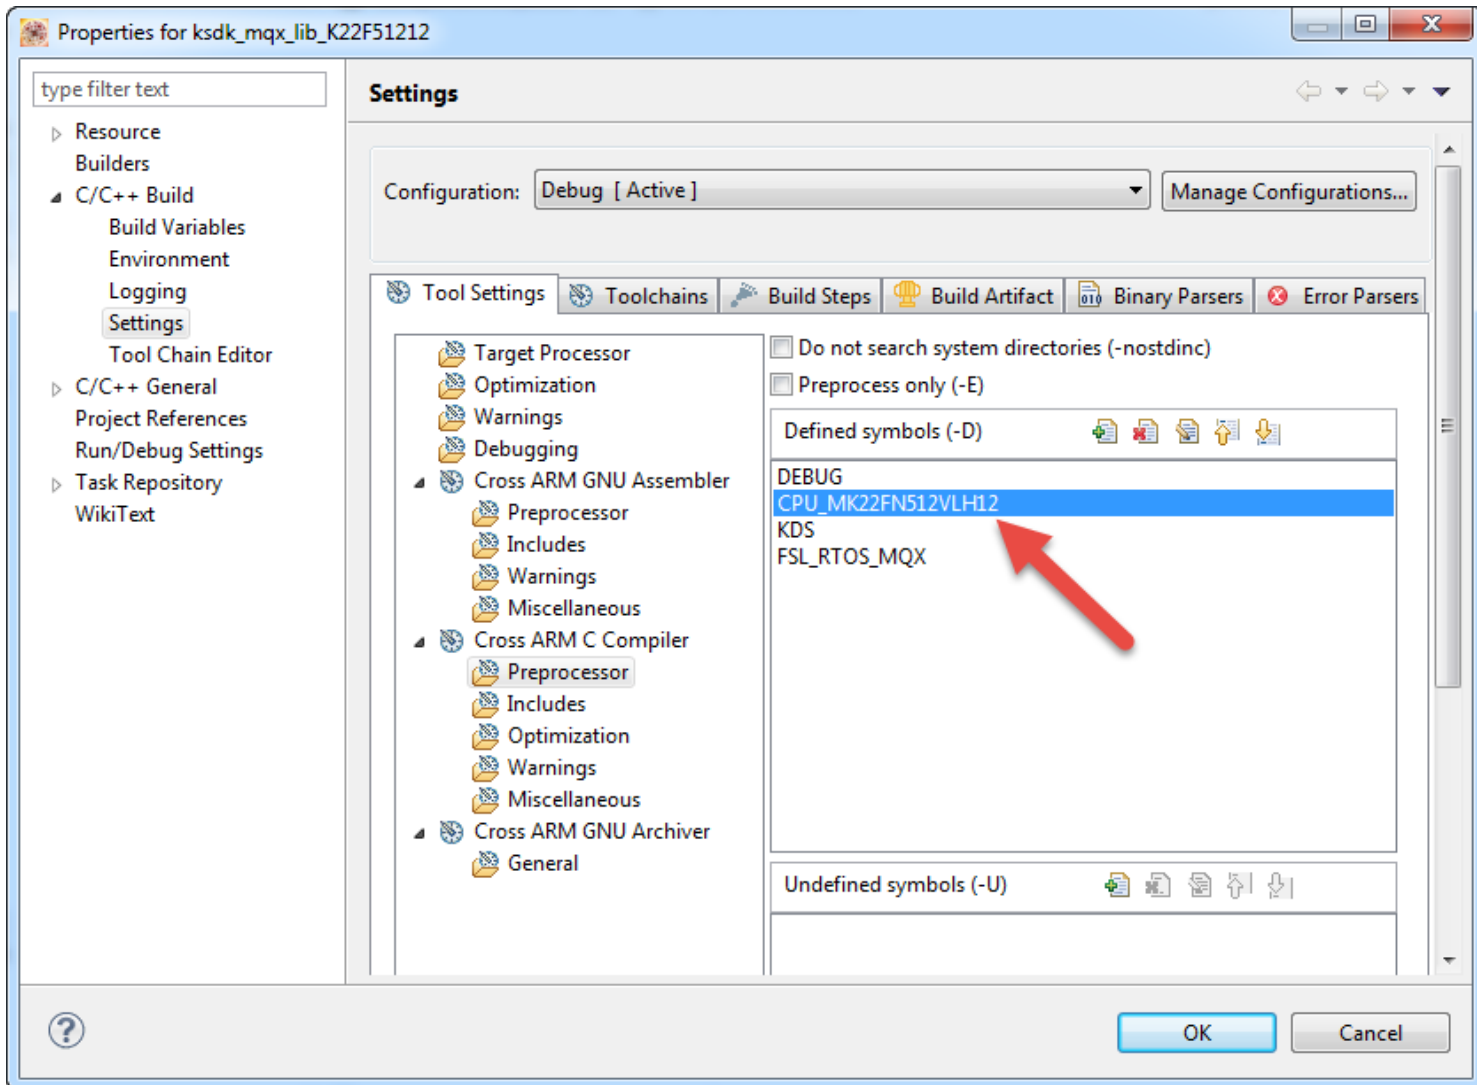 Properties for ksdk_mqx_lib_K22F51212
type filter text
Resource
Builders
C/C++ Build
Build Variables
Environment
Logging
Settings
Tool Chain Editor
C/C++ General
Project References
Run/Debug Settings
Task Repository
WikiText
Settings
Configuration: Debug [ Active ] Manage Configurations...
Tool Settings Toolchains Build Steps Build Artifact Binary Parsers Error Parsers
Target Processor
Optimization
Warnings
Debugging
Cross ARM GNU Assembler
Preprocessor
Includes
Warnings
Miscellaneous
Cross ARM C Compiler
Preprocessor
Includes
Optimization
Warnings
Miscellaneous
Cross ARM GNU Archiver
General
Do not search system directories (-nostdinc)
Preprocess only (-E)
Defined symbols (-D)
DEBUG
CPU_MK22FN512VLH12
KDS
FSL_RTOS_MQX
Undefined symbols (-U)
?
OK Cancel